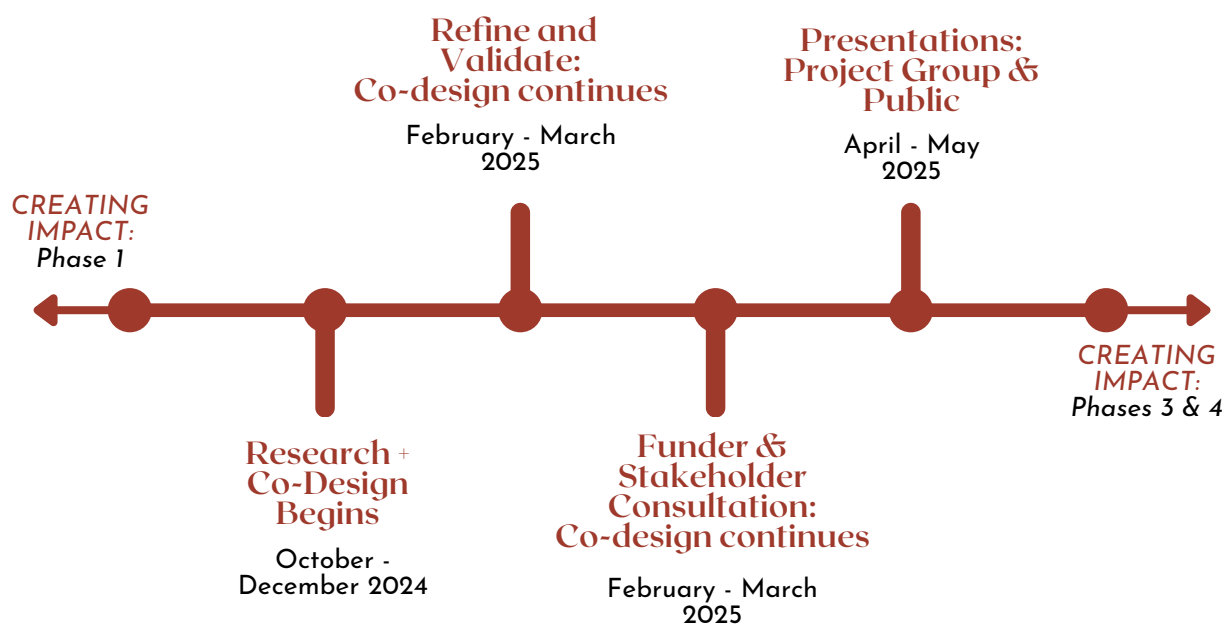 CREATING
IMPACT:
Phase 1
Research +
Co-Design
Begins
October -
December 2024
Refine and
Validate:
Co-design continues
February - March
2025
Funder &
Stakeholder
Consultation:
Co-design continues
February - March
2025
Presentations:
Project Group &
Public
April - May
2025
CREATING
IMPACT:
Phases 3 & 4